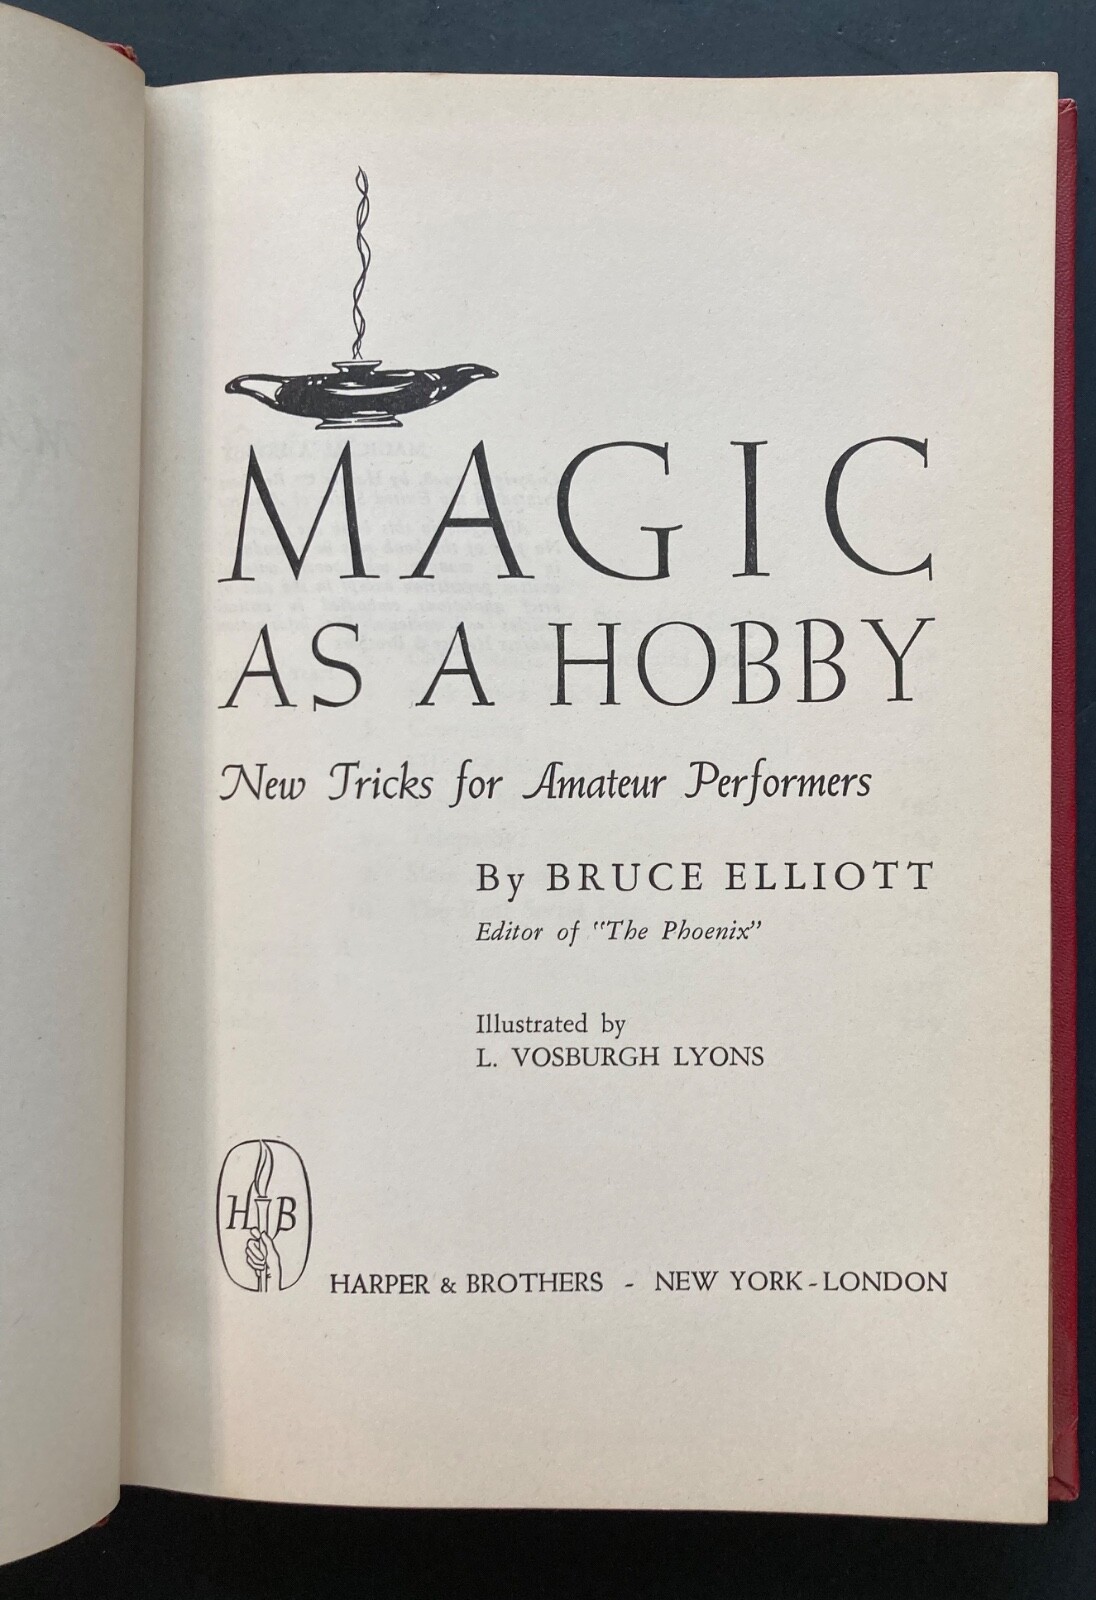 MAGIC
AS A HOBBY
New Tricks for Amateur Performers
By BRUCE ELLIOTT
Editor of "The Phoenix"
Illustrated by
L. VOSBURGH LYONS
H B
HARPER & BROTHERS - NEW YORK - LONDON